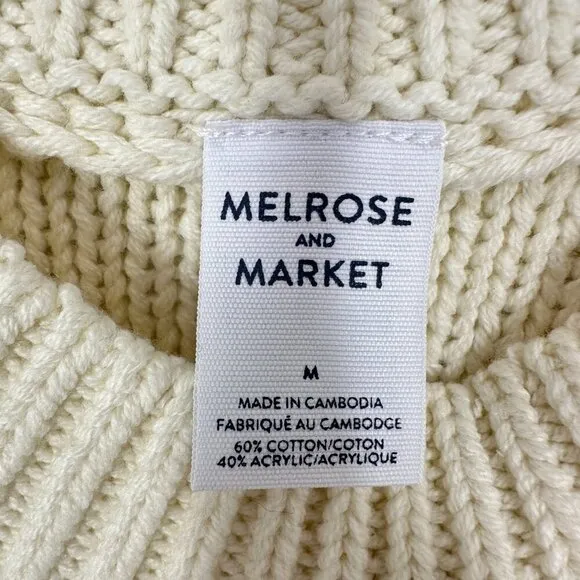 MELROSE
AND
MARKET
M
MADE IN CAMBODIA
FABRIQUÉ AU CAMBODGE
60% COTTON/COTON
40% ACRYLIC/ACRYLIQUE